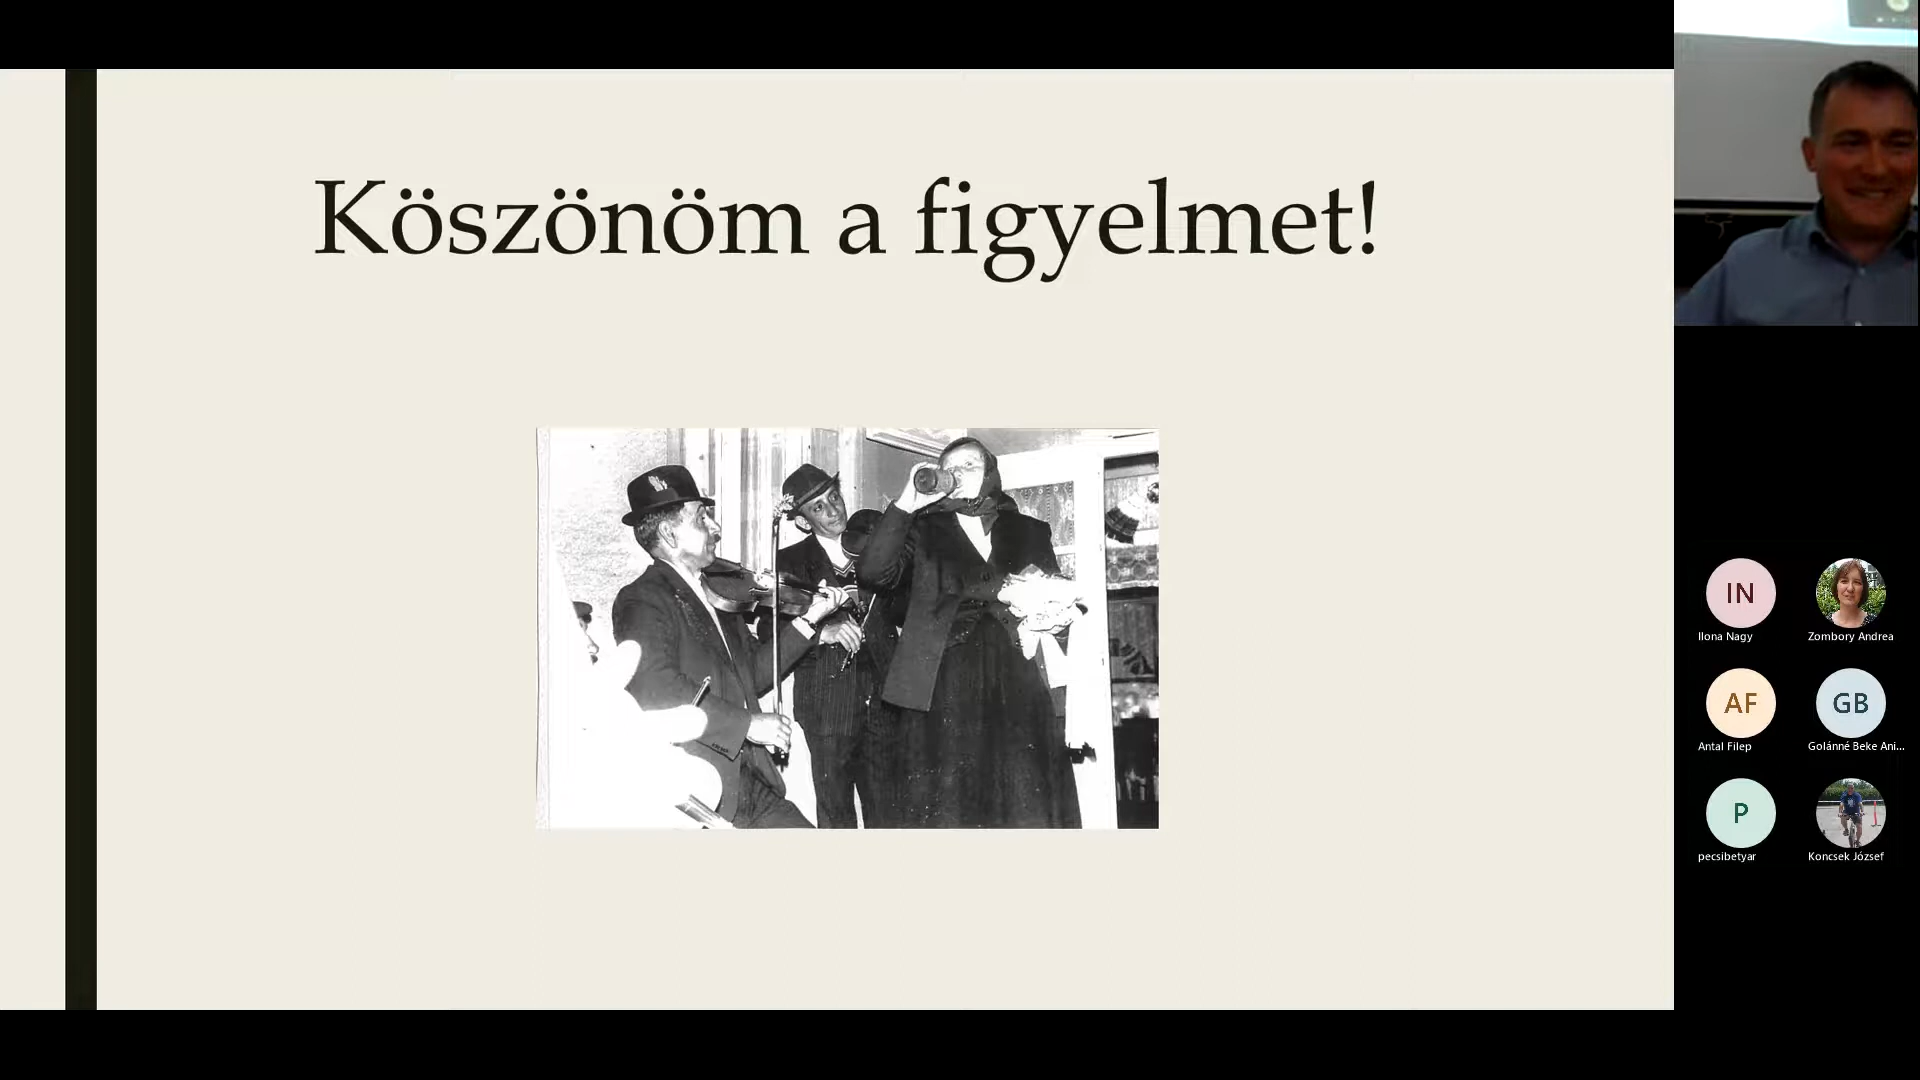 Köszönöm a figyelmet!
IN
Ilona Nagy
Zombory Andrea
AF
GB
Antal Filep
Golánné Beke Ani...
P
pecsibetyar
Koncsek József